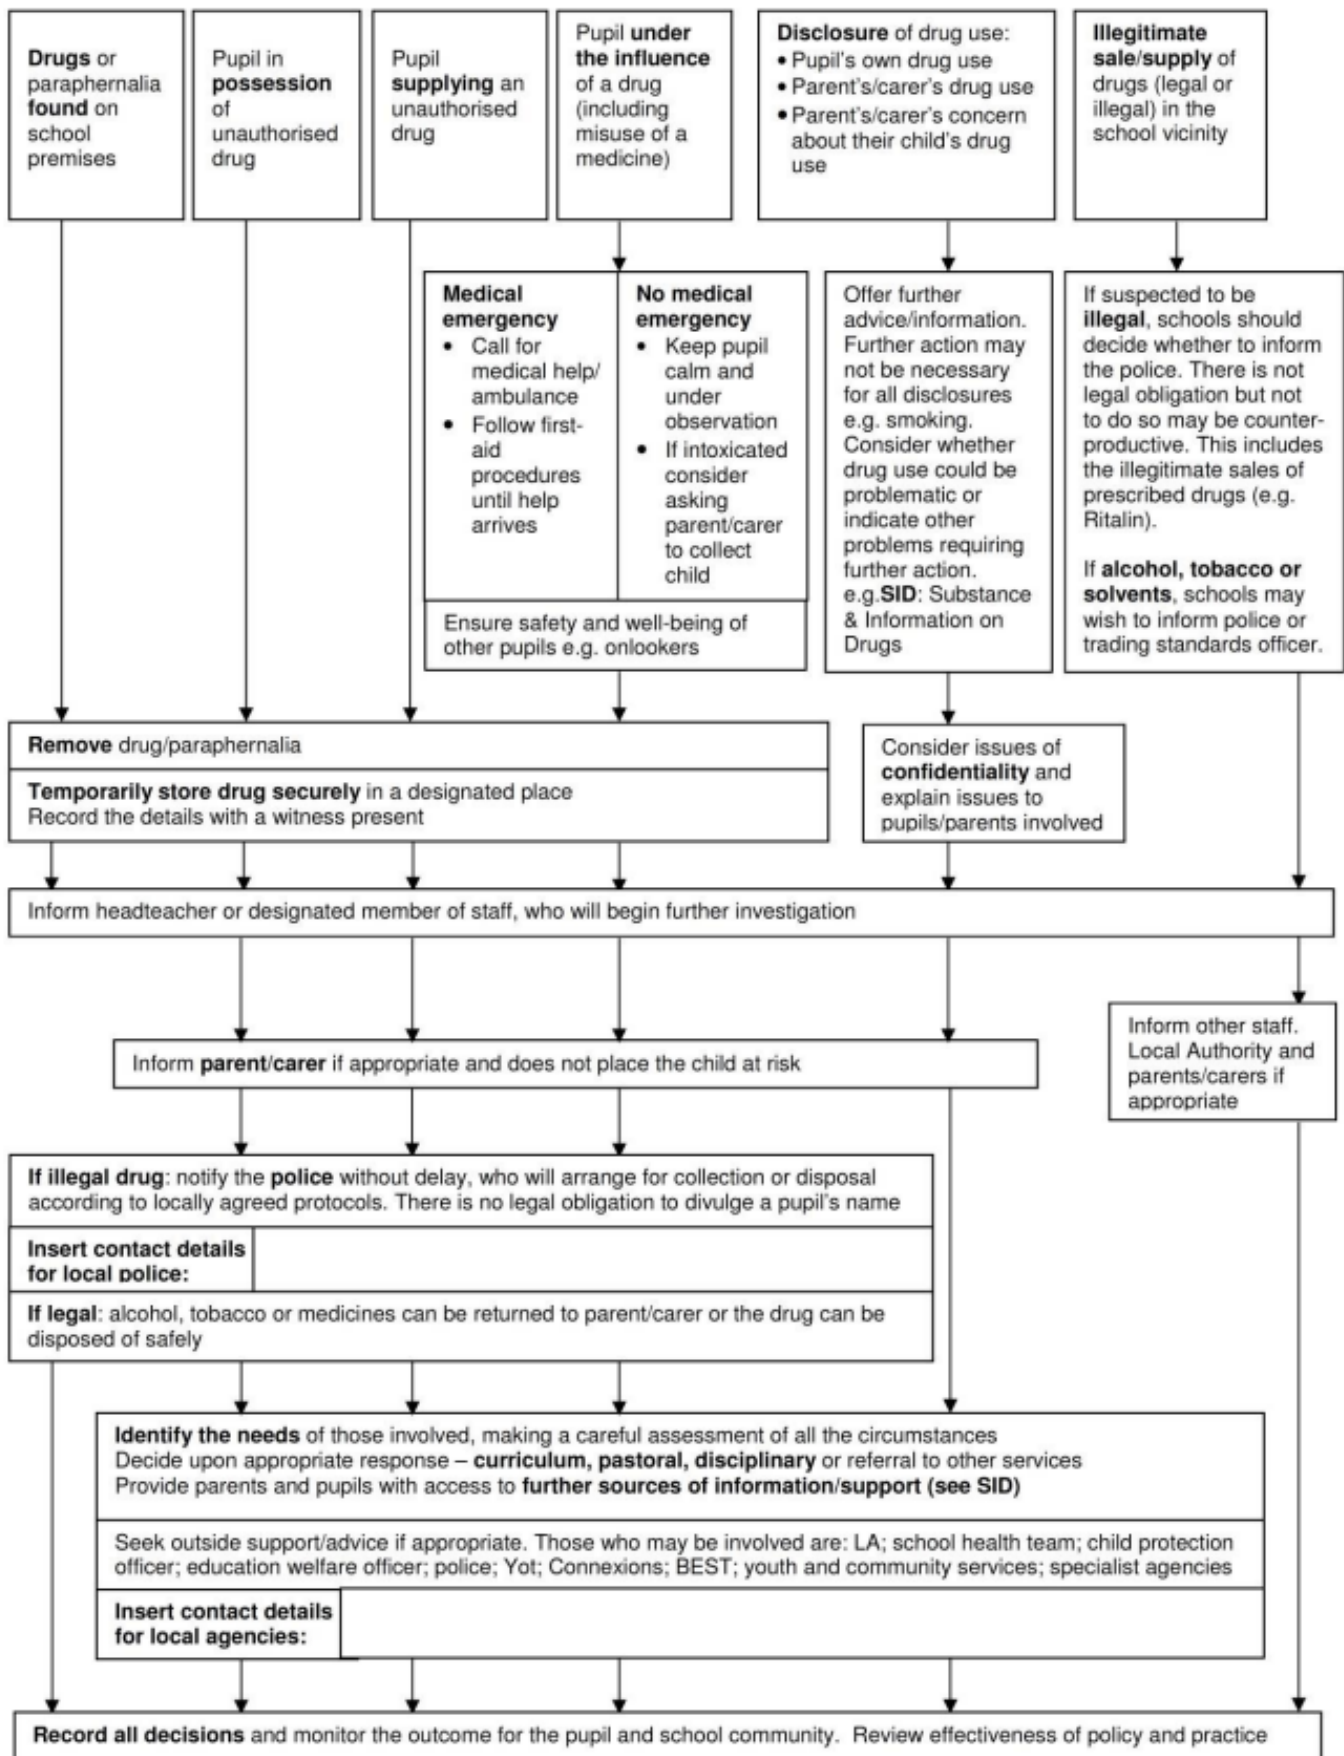 Drugs or
paraphernalia
found on
school
premises
Pupil in
possession
of
unauthorised
drug
Pupil
supplying an
unauthorised
drug
Pupil under
the influence
of a drug
(including
misuse of a
medicine)
Disclosure of drug use:
• Pupil's own drug use
• Parent's/carer's drug use
• Parent's/carer's concern
about their child's drug
use
Illegitimate
sale/supply of
drugs (legal or
illegal) in the
school vicinity
Medical
emergency
• Call for
medical help/
ambulance
• Follow first-
aid
procedures
until help
arrives
No medical
emergency
• Keep pupil
calm and
under
observation
• If intoxicated
consider
asking
parent/carer
to collect
child
Ensure safety and well-being of
other pupils e.g. onlookers
Offer further
advice/information.
Further action may
not be necessary
for all disclosures
e.g. smoking.
Consider whether
drug use could be
problematic or
indicate other
problems requiring
further action.
e.g.SID: Substance
& Information on
Drugs
If suspected to be
illegal, schools should
decide whether to inform
the police. There is not
legal obligation but not
to do so may be counter-
productive. This includes
the illegitimate sales of
prescribed drugs (e.g.
Ritalin).
If alcohol, tobacco or
solvents, schools may
wish to inform police or
trading standards officer.
Remove drug/paraphernalia
Temporarily store drug securely in a designated place
Record the details with a witness present
Consider issues of
confidentiality and
explain issues to
pupils/parents involved
Inform headteacher or designated member of staff, who will begin further investigation
Inform parent/carer if appropriate and does not place the child at risk
Inform other staff.
Local Authority and
parents/carers if
appropriate
If illegal drug: notify the police without delay, who will arrange for collection or disposal
according to locally agreed protocols. There is no legal obligation to divulge a pupil's name
Insert contact details
for local police:
If legal: alcohol, tobacco or medicines can be returned to parent/carer or the drug can be
disposed of safely
Identify the needs of those involved, making a careful assessment of all the circumstances
Decide upon appropriate response – curriculum, pastoral, disciplinary or referral to other services
Provide parents and pupils with access to further sources of information/support (see SID)
Seek outside support/advice if appropriate. Those who may be involved are: LA; school health team; child protection
officer; education welfare officer; police; Yot; Connexions; BEST; youth and community services; specialist agencies
Insert contact details
for local agencies:
Record all decisions and monitor the outcome for the pupil and school community. Review effectiveness of policy and practice